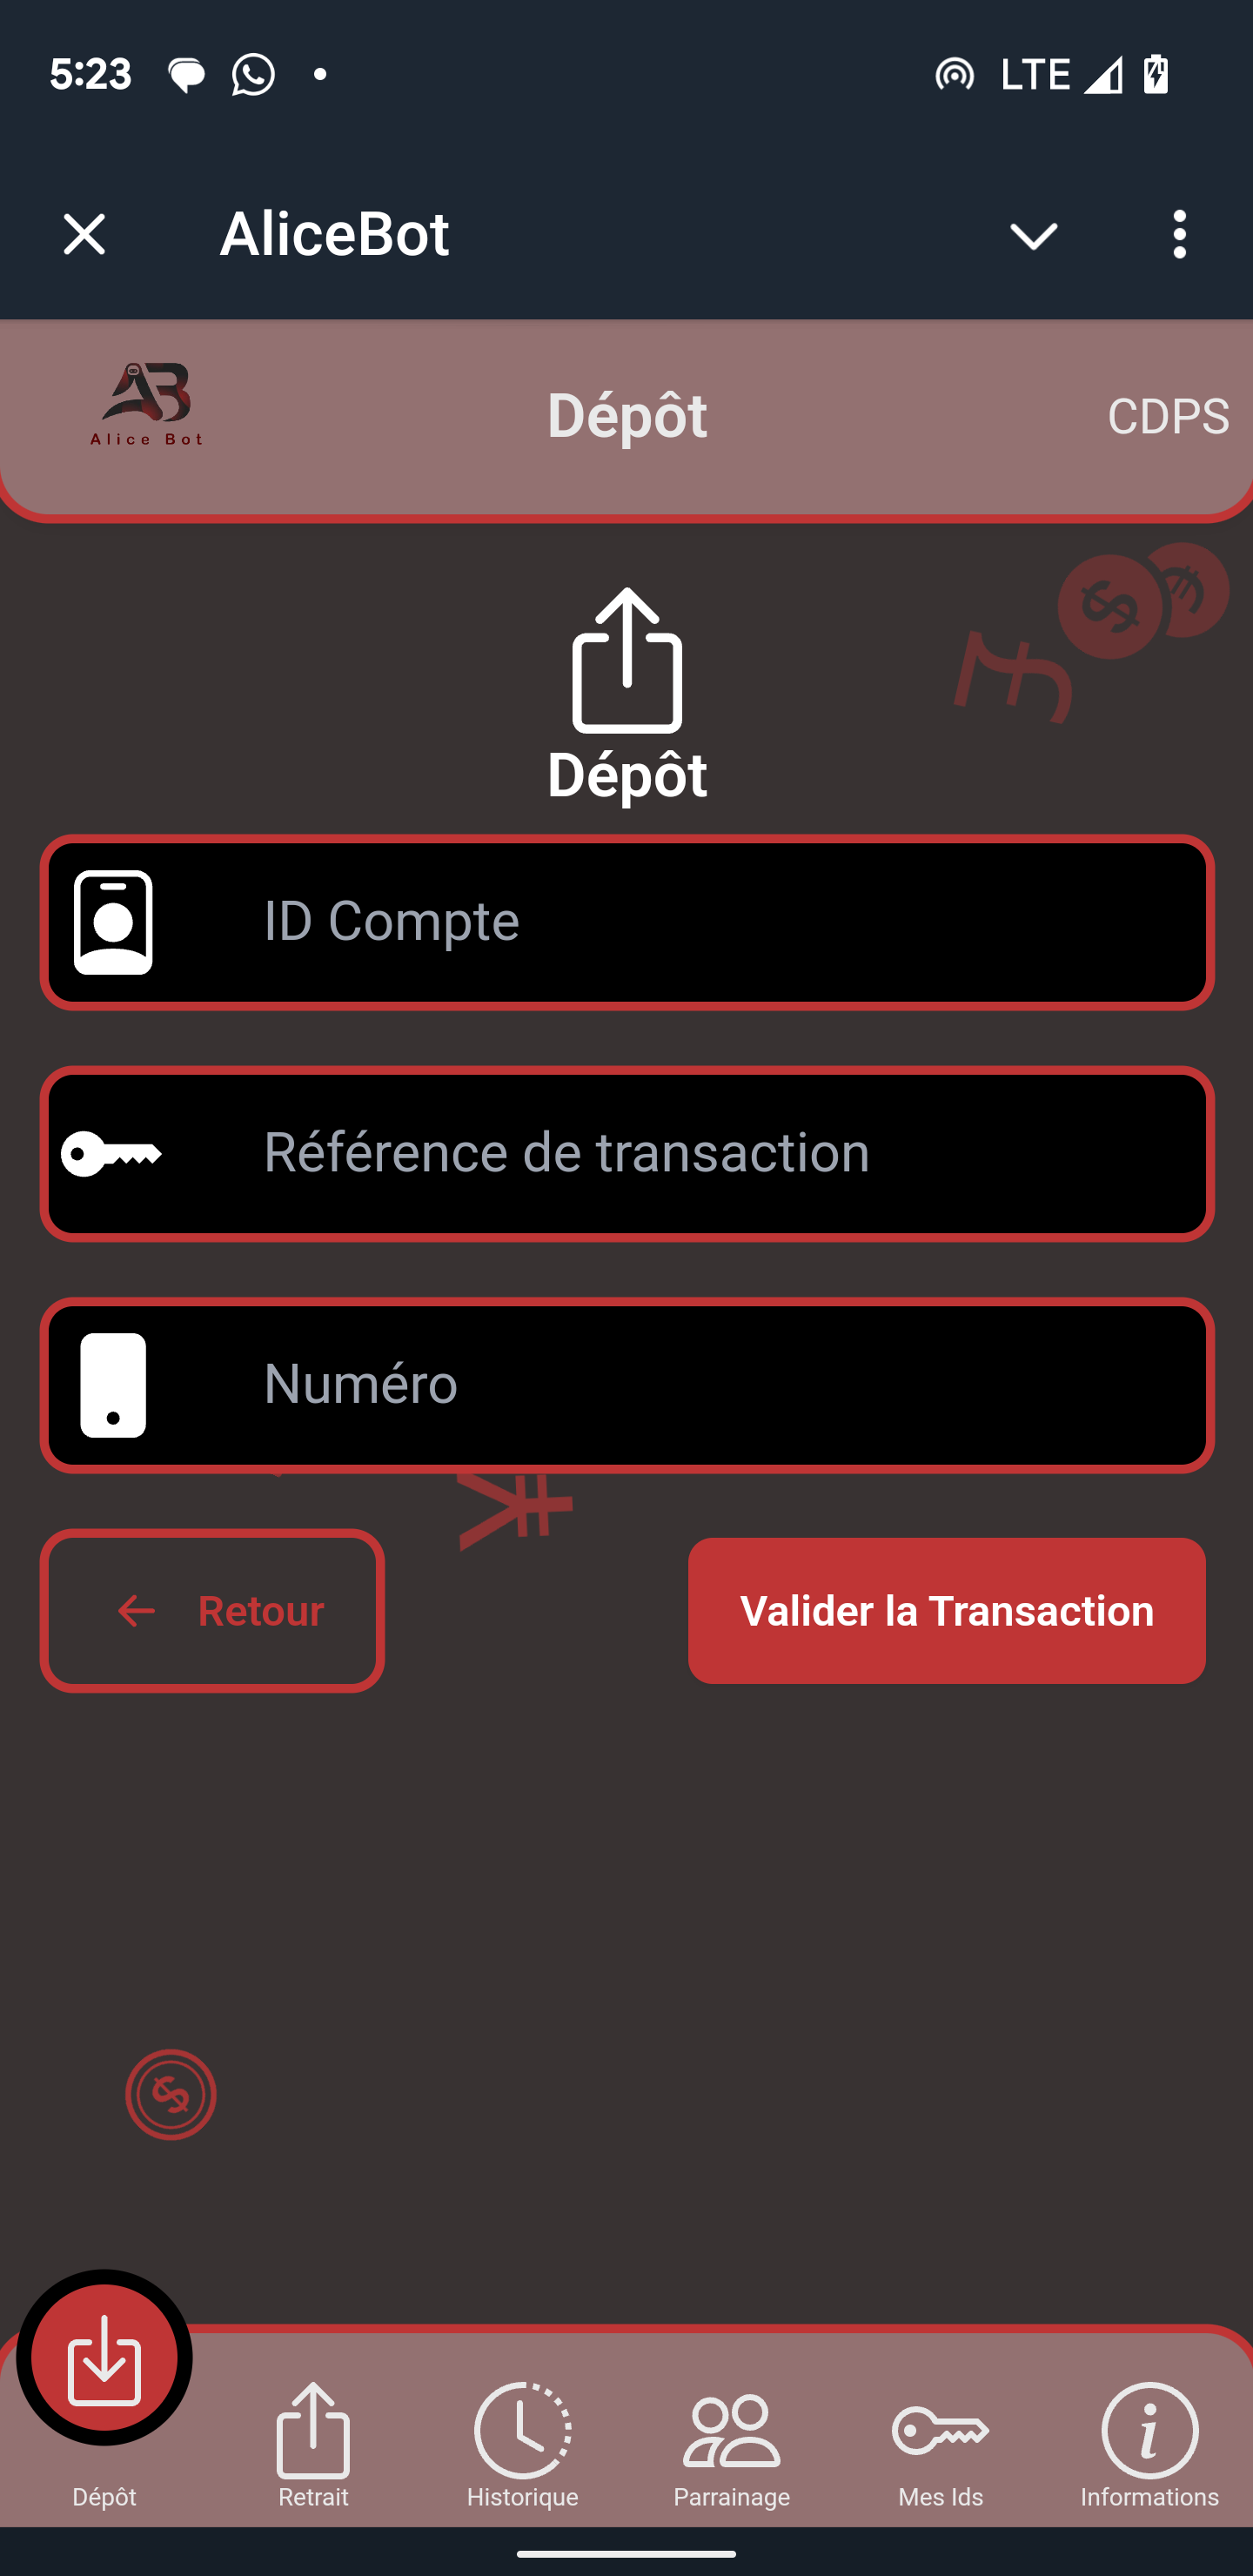 5:23
LTE
AliceBot
Alice Bot
Dépôt
CDPS
Dépôt
ID Compte
Référence de transaction
Numéro
Retour
Valider la Transaction
Dépôt
Retrait
Historique
Parrainage
Mes Ids
Informations